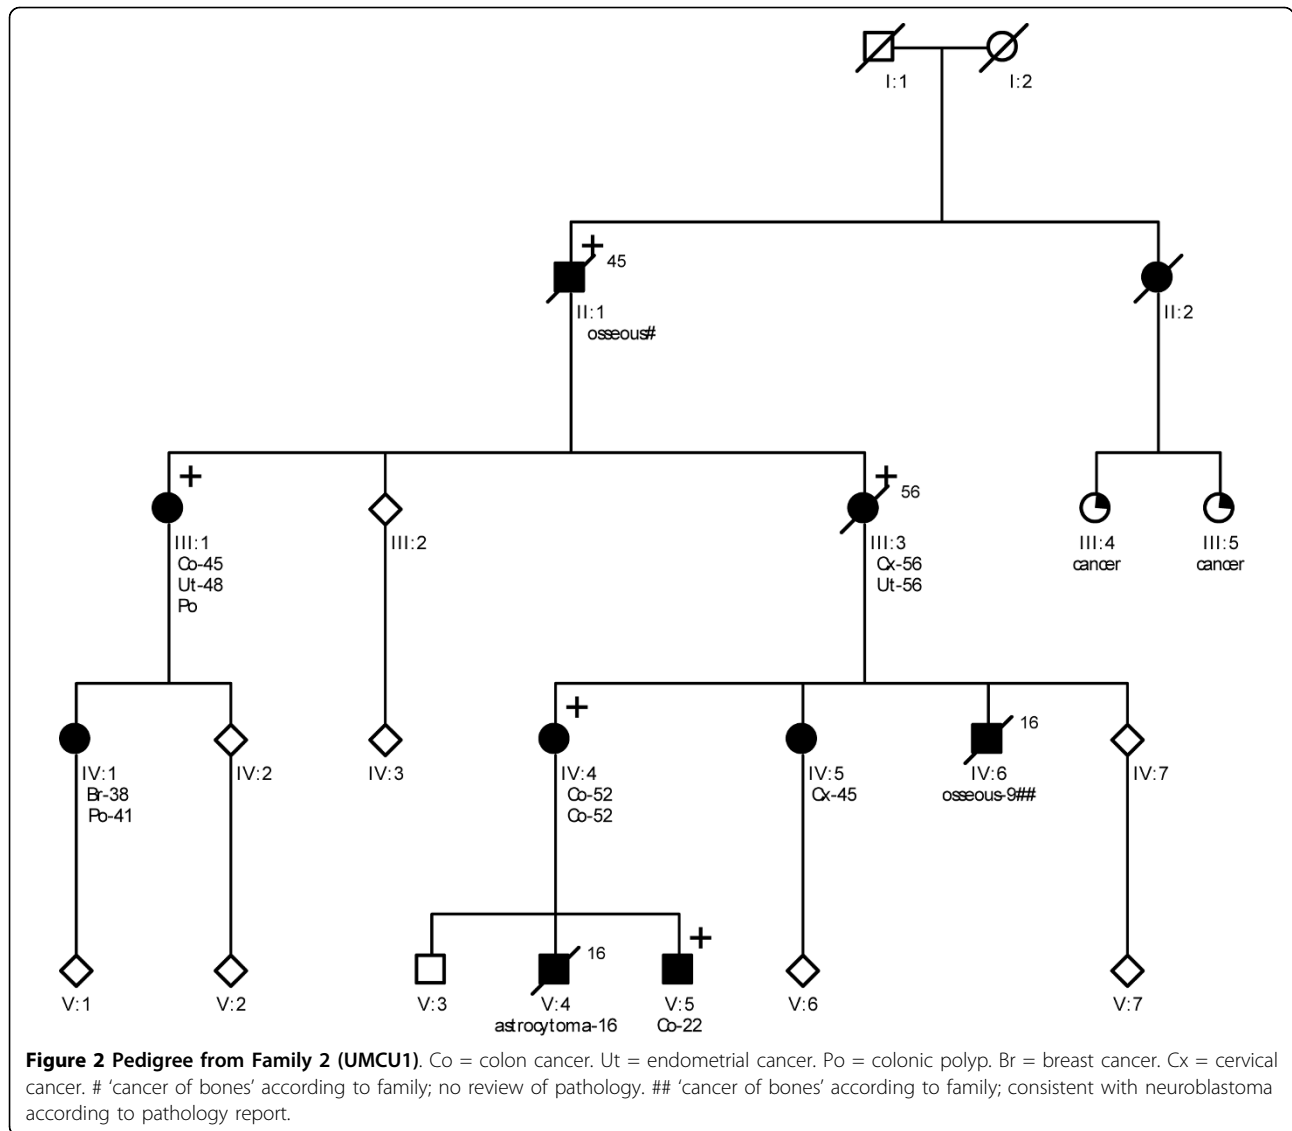 I:1 I:2
+ 45
II:1 II:2
osseous#
+ + 56
III:1 III:2 III:3 III:4 III:5
Co-45 Cx-56 cancer cancer
Ut-48 Ut-56
Po
+ 16
IV:1 IV:2 IV:3 IV:4 IV:5 IV:6 IV:7
Br-38 Co-52 Cx-45 osseous-9##
Po-41 Co-52
16 +
V:1 V:2 V:3 V:4 V:5 V:6 V:7
astrocytoma-16 Co-22
Figure 2 Pedigree from Family 2 (UMCU1). Co = colon cancer. Ut = endometrial cancer. Po = colonic polyp. Br = breast cancer. Cx = cervical
cancer. # ‘cancer of bones’ according to family; no review of pathology. ## ‘cancer of bones’ according to family; consistent with neuroblastoma
according to pathology report.